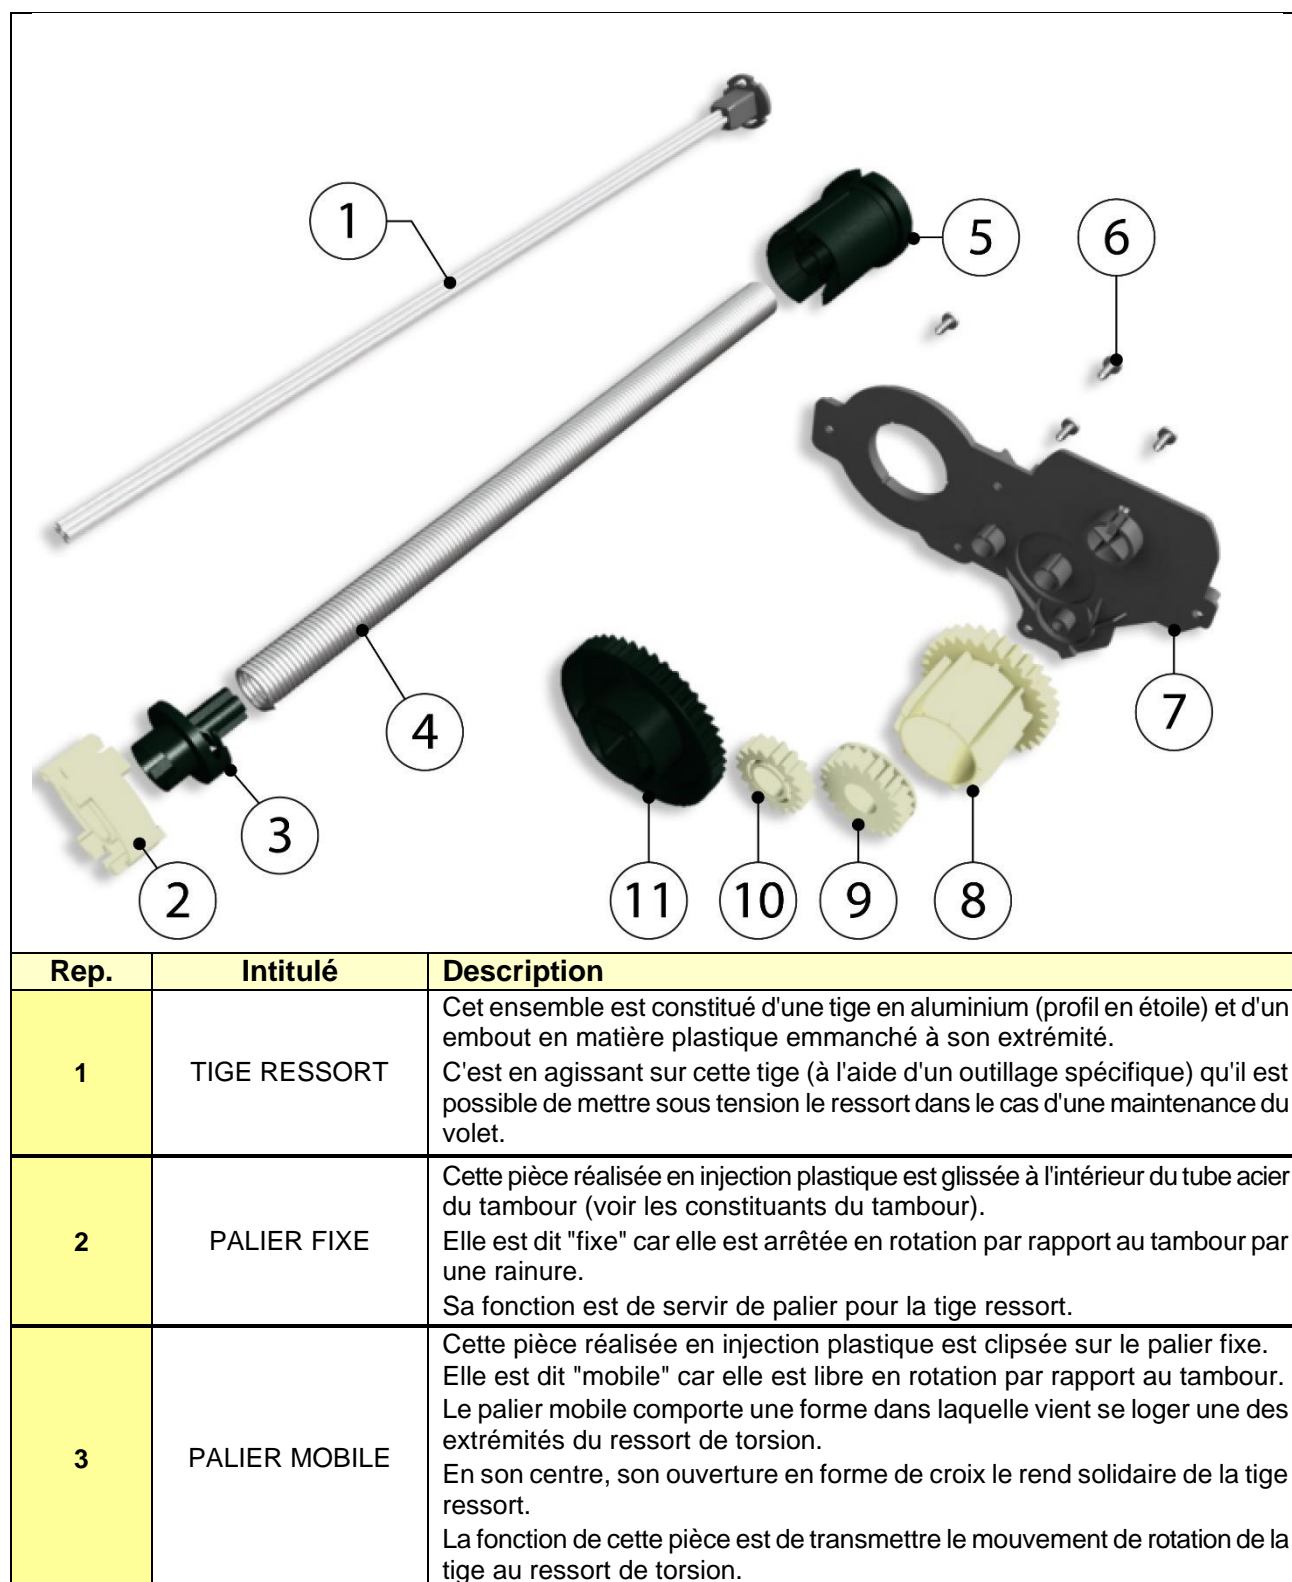 1
5
6
4
7
3
2
11
10
9
8
Rep.
Intitulé
Description
1
TIGE RESSORT
Cet ensemble est constitué d'une tige en aluminium (profil en étoile) et d'un
embout en matière plastique emmanché à son extrémité.
C'est en agissant sur cette tige (à l'aide d'un outillage spécifique) qu'il est
possible de mettre sous tension le ressort dans le cas d'une maintenance du
volet.
2
PALIER FIXE
Cette pièce réalisée en injection plastique est glissée à l'intérieur du tube acier
du tambour (voir les constituants du tambour).
Elle est dit "fixe" car elle est arrêtée en rotation par rapport au tambour par
une rainure.
Sa fonction est de servir de palier pour la tige ressort.
3
PALIER MOBILE
Cette pièce réalisée en injection plastique est clipsée sur le palier fixe.
Elle est dit "mobile" car elle est libre en rotation par rapport au tambour.
Le palier mobile comporte une forme dans laquelle vient se loger une des
extrémités du ressort de torsion.
En son centre, son ouverture en forme de croix le rend solidaire de la tige
ressort.
La fonction de cette pièce est de transmettre le mouvement de rotation de la
tige au ressort de torsion.